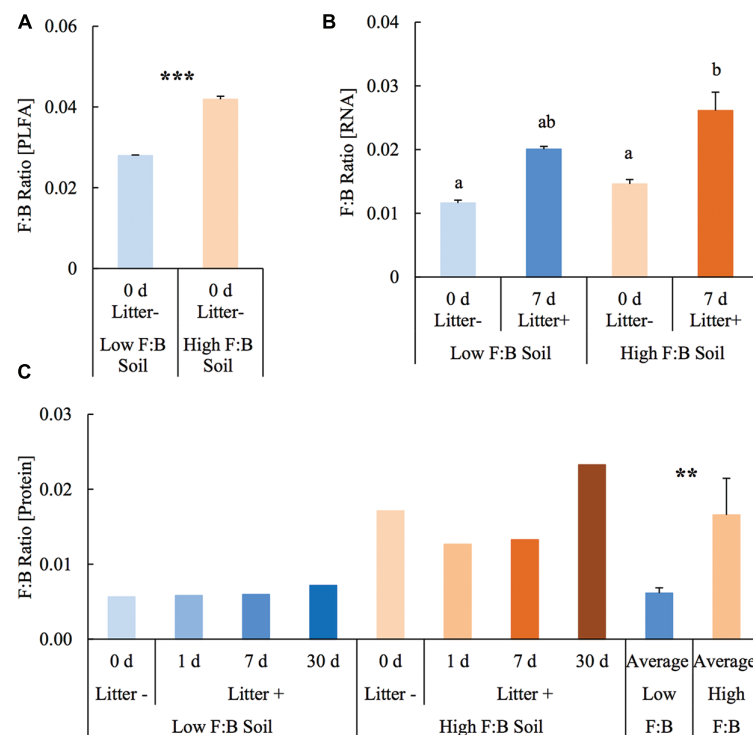 A
F:B Ratio [PLFA]
0.06
0.04
0.02
0
***
0 d 0 d
Litter- Litter-
Low F:B High F:B
Soil Soil
B
F:B Ratio [RNA]
0.04
0.03
0.02
0.01
0
a ab a b
0 d 7 d 0 d 7 d
Litter- Litter+ Litter- Litter+
Low F:B Soil High F:B Soil
C
F:B Ratio [Protein]
0.03
0.02
0.01
0.00
**
0 d 1 d 7 d 30 d 0 d 1 d 7 d 30 d Average Average
Litter - Litter + Litter - Litter + Low High
Low F:B Soil High F:B Soil F:B F:B